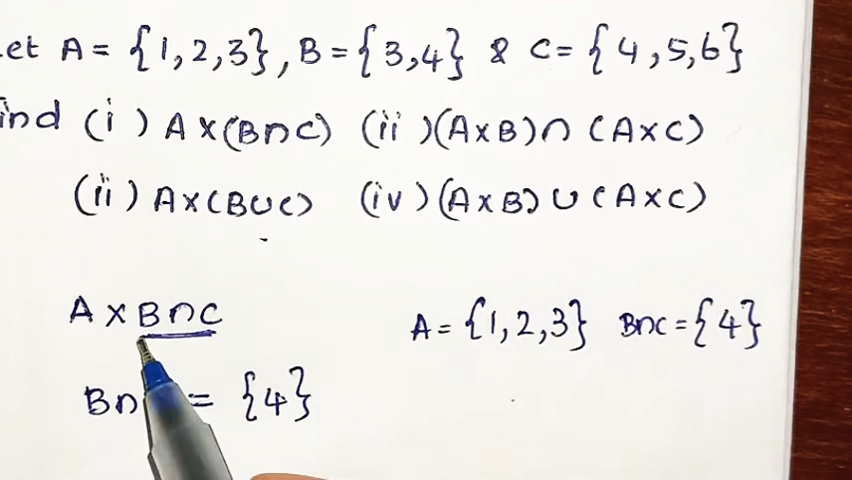 et A = {1,2,3}, B = {3,4} & C = {4,5,6}
ind (i) A×(B∩C) (ii)(A×B)∩(A×C)
(ii) A×(B∪C) (iv)(A×B)∪(A×C)
A×B∩C A = {1,2,3} B∩C = {4}
B∩ = {4}